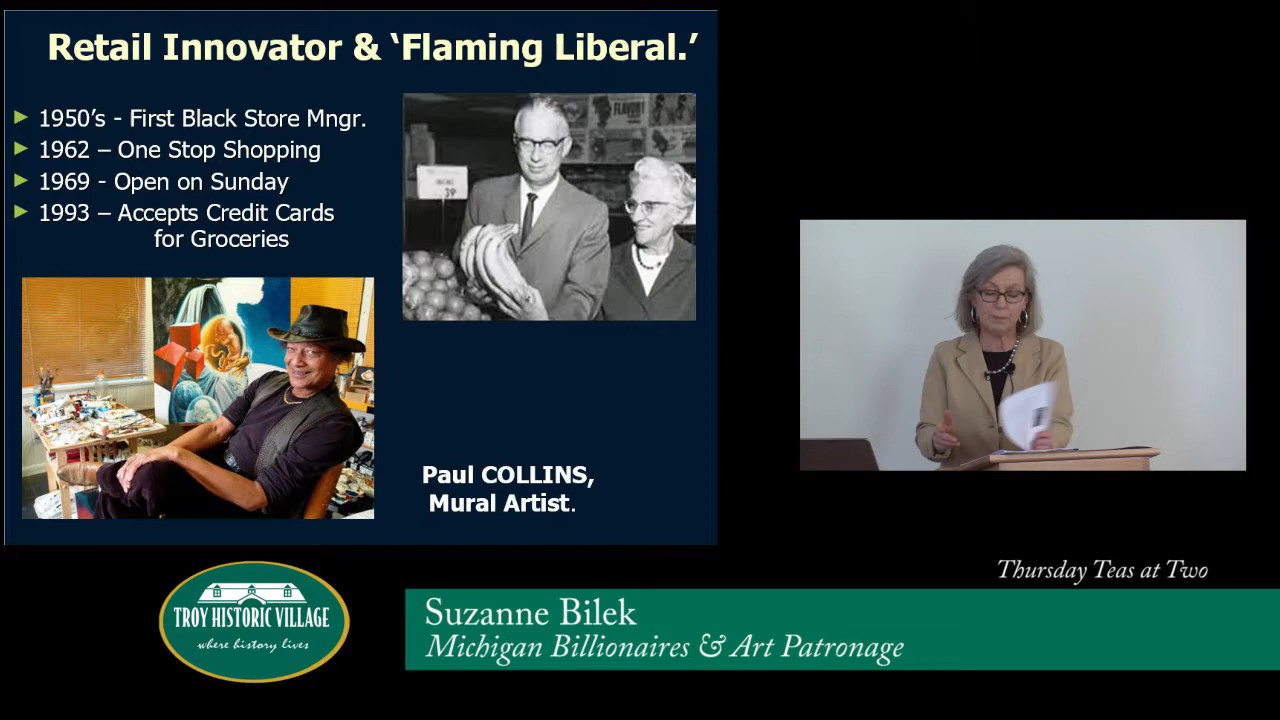 Retail Innovator & ‘Flaming Liberal.’
1950’s - First Black Store Mngr.
1962 – One Stop Shopping
1969 - Open on Sunday
1993 – Accepts Credit Cards
for Groceries
FLAVOR!
39
Paul COLLINS,
Mural Artist.
Thursday Teas at Two
TROY HISTORIC VILLAGE
where history lives
Suzanne Bilek
Michigan Billionaires & Art Patronage